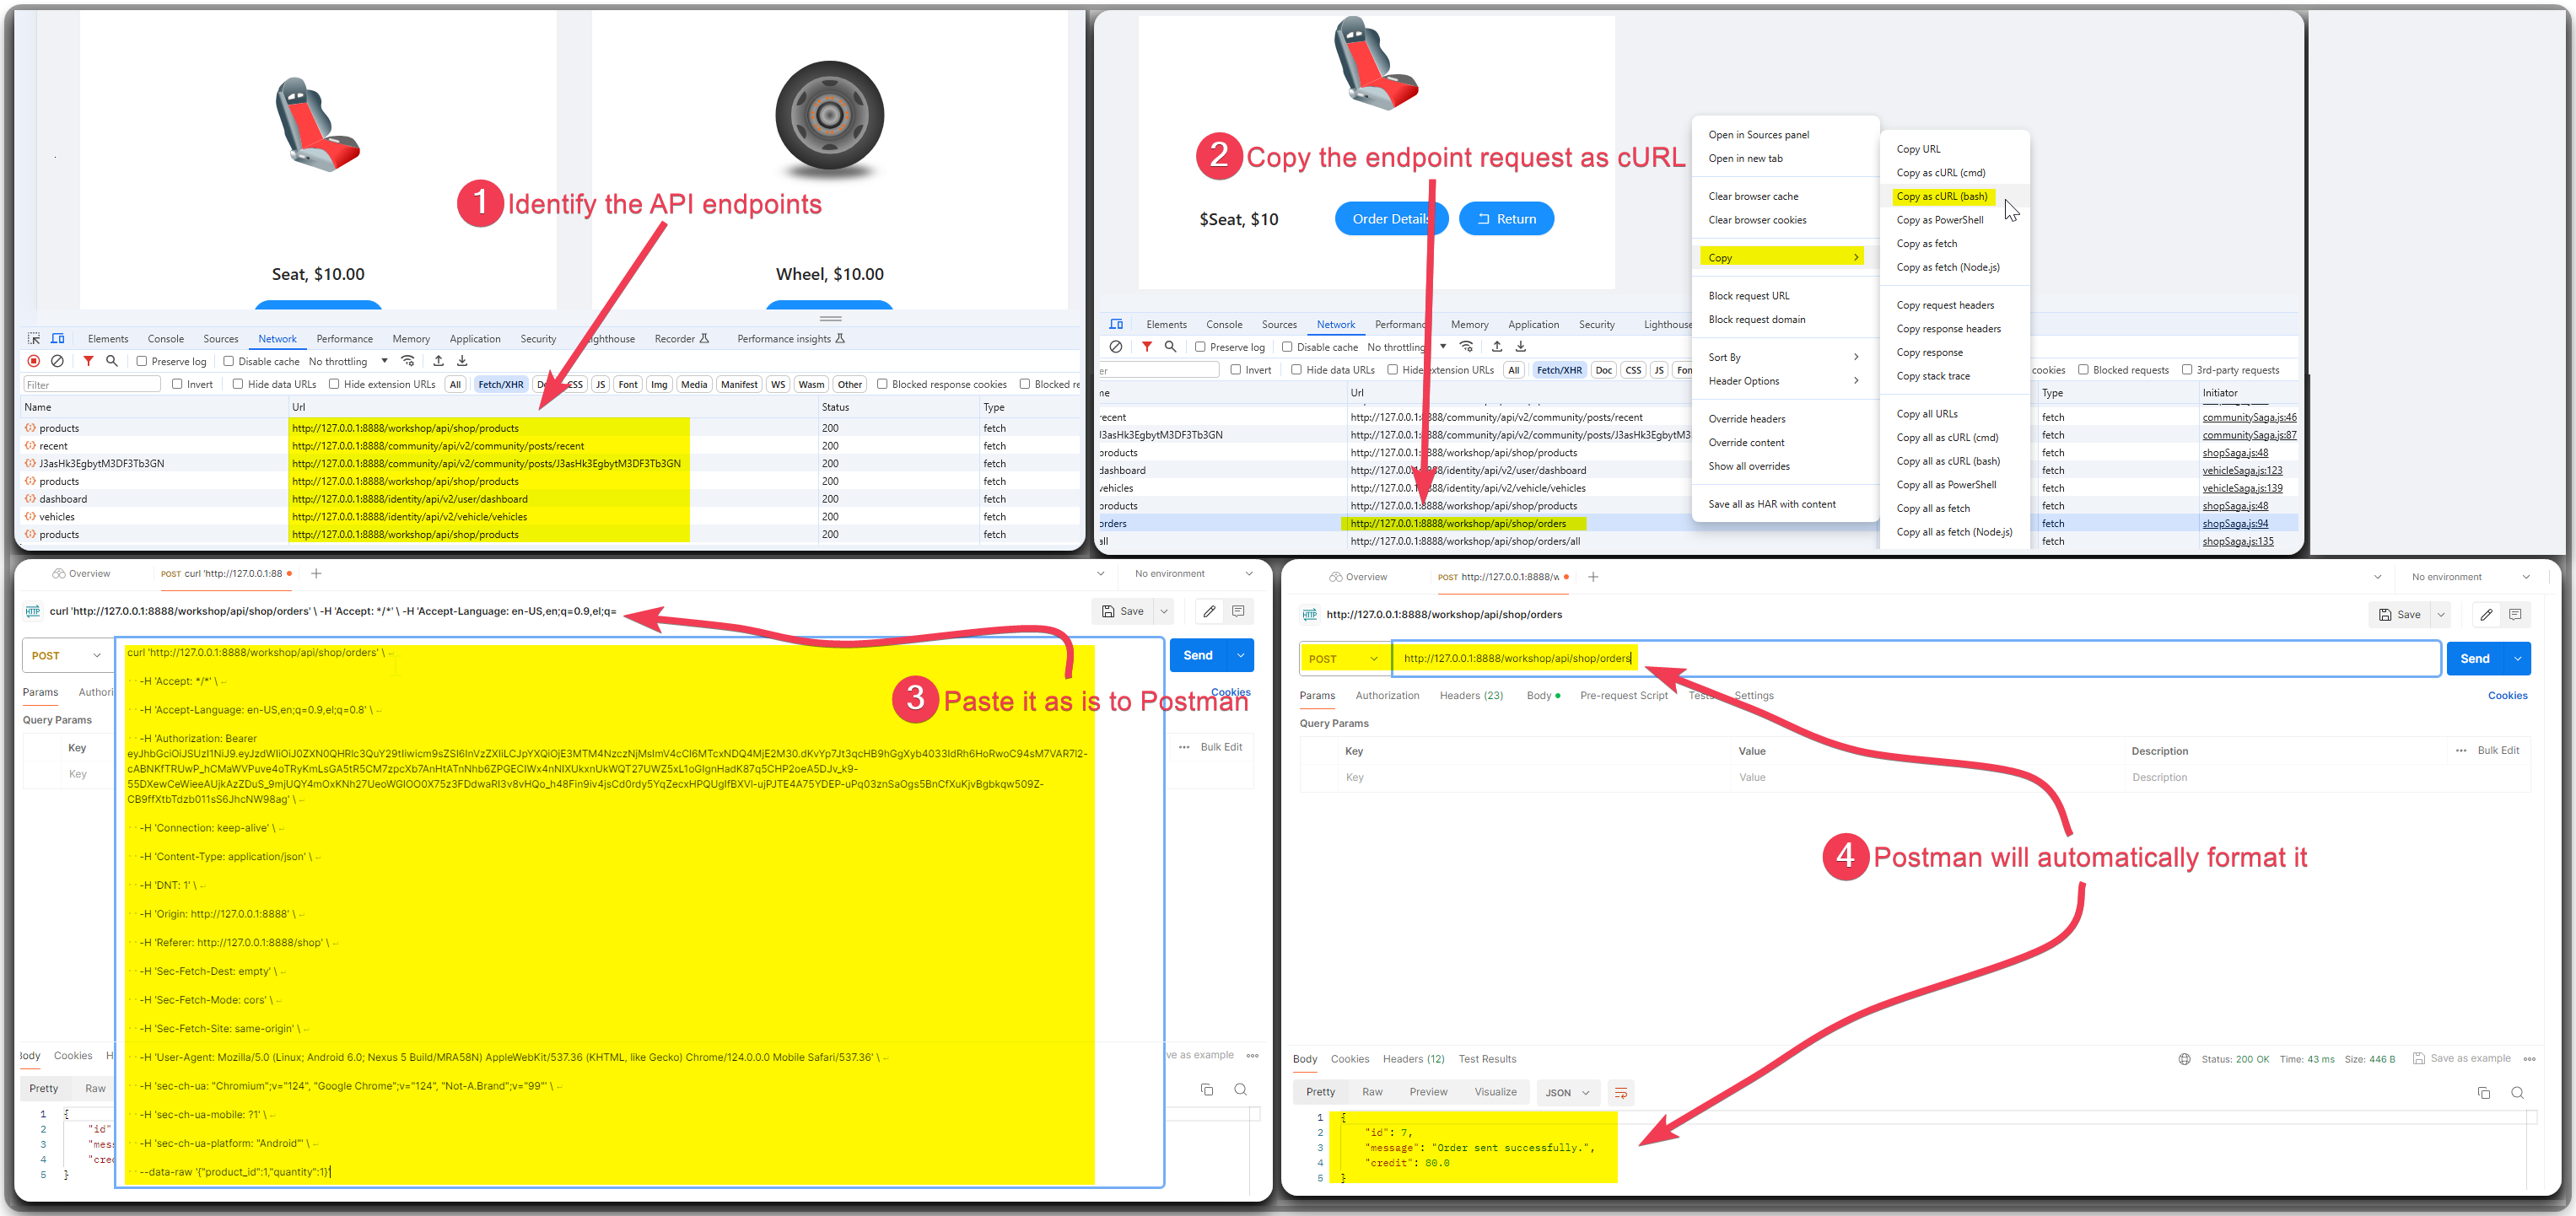 1 Identify the API endpoints
Seat, $10.00
Wheel, $10.00
Elements Console Sources Network Performance Memory Application Security Lighthouse Recorder Performance insights
Preserve log Disable cache No throttling
Filter Invert Hide data URLs Hide extension URLs All Fetch/XHR Doc CSS JS Font Img Media Manifest WS Wasm Other Blocked response cookies Blocked re
Name Url Status Type
products http://127.0.0.1:8888/workshop/api/shop/products 200 fetch
recent http://127.0.0.1:8888/community/api/v2/community/posts/recent 200 fetch
J3asHk3EgbytM3DF3Tb3GN http://127.0.0.1:8888/community/api/v2/community/posts/J3asHk3EgbytM3DF3Tb3GN 200 fetch
products http://127.0.0.1:8888/workshop/api/shop/products 200 fetch
dashboard http://127.0.0.1:8888/identity/api/v2/user/dashboard 200 fetch
vehicles http://127.0.0.1:8888/identity/api/v2/vehicle/vehicles 200 fetch
products http://127.0.0.1:8888/workshop/api/shop/products 200 fetch
2 Copy the endpoint request as cURL
$Seat, $10 Order Details Return
Open in Sources panel
Open in new tab
Clear browser cache
Clear browser cookies
Copy
Block request URL
Block request domain
Sort By
Header Options
Override headers
Override content
Show all overrides
Save all as HAR with content
Copy URL
Copy as cURL (cmd)
Copy as cURL (bash)
Copy as PowerShell
Copy as fetch
Copy as fetch (Node.js)
Copy request headers
Copy response headers
Copy response
Copy stack trace
Copy all URLs
Copy all as cURL (cmd)
Copy all as cURL (bash)
Copy all as PowerShell
Copy all as fetch
Copy all as fetch (Node.js)
Elements Console Sources Network Performanc Memory Application Security Lighthouse
Preserve log Disable cache No throttling
er Invert Hide data URLs Hide extension URLs All Fetch/XHR Doc CSS JS Fon cookies Blocked requests 3rd-party requests
me Url Type Initiator
recent http://127.0.0.1:8888/community/api/v2/community/posts/recent fetch communitySaga.js:46
J3asHk3EgbytM3DF3Tb3GN http://127.0.0.1:8888/community/api/v2/community/posts/J3asHk3EgbytM3 fetch communitySaga.js:87
products http://127.0.0.1:8888/workshop/api/shop/products fetch shopSaga.js:48
dashboard http://127.0.0.1:8888/identity/api/v2/user/dashboard fetch vehicleSaga.js:123
vehicles http://127.0.0.1:8888/identity/api/v2/vehicle/vehicles fetch vehicleSaga.js:139
products http://127.0.0.1:8888/workshop/api/shop/products fetch shopSaga.js:48
orders http://127.0.0.1:8888/workshop/api/shop/orders fetch shopSaga.js:94
all http://127.0.0.1:8888/workshop/api/shop/orders/all fetch shopSaga.js:135
Overview POST curl 'http://127.0.0.1:88 No environment
HTTP curl 'http://127.0.0.1:8888/workshop/api/shop/orders' \ -H 'Accept: */*' \ -H 'Accept-Language: en-US,en;q=0.9,el;q= Save
POST Send
Params Authori Cookies
Query Params
Key Bulk Edit
Key
curl 'http://127.0.0.1:8888/workshop/api/shop/orders' \
-H 'Accept: */*' \
3 Paste it as is to Postman
-H 'Accept-Language: en-US,en;q=0.9,el;q=0.8' \
-H 'Authorization: Bearer
-H 'Connection: keep-alive' \
-H 'Content-Type: application/json' \
-H 'DNT: 1' \
-H 'Origin: http://127.0.0.1:8888' \
-H 'Referer: http://127.0.0.1:8888/shop' \
-H 'Sec-Fetch-Dest: empty' \
-H 'Sec-Fetch-Mode: cors' \
-H 'Sec-Fetch-Site: same-origin' \
-H 'User-Agent: Mozilla/5.0 (Linux; Android 6.0; Nexus 5 Build/MRA58N) AppleWebKit/537.36 (KHTML, like Gecko) Chrome/124.0.0.0 Mobile Safari/537.36' \
-H 'sec-ch-ua: "Chromium";v="124", "Google Chrome";v="124", "Not-A.Brand";v="99"' \
-H 'sec-ch-ua-mobile: ?1' \
-H 'sec-ch-ua-platform: "Android"' \
--data-raw '{"product_id":1,"quantity":1}'
Body Cookies H ve as example
Pretty Raw
1 {
2 "id"
3 "mess
4 "cred
5 }
Overview POST http://127.0.0.1:8888/w No environment
HTTP http://127.0.0.1:8888/workshop/api/shop/orders Save
POST http://127.0.0.1:8888/workshop/api/shop/orders Send
Params Authorization Headers (23) Body Pre-request Script Tests Settings Cookies
Query Params
Key Value Description Bulk Edit
Key Value Description
4 Postman will automatically format it
Body Cookies Headers (12) Test Results Status: 200 OK Time: 43 ms Size: 446 B Save as example
Pretty Raw Preview Visualize JSON
1 {
2 "id": 7,
3 "message": "Order sent successfully.",
4 "credit": 80.0
5 }